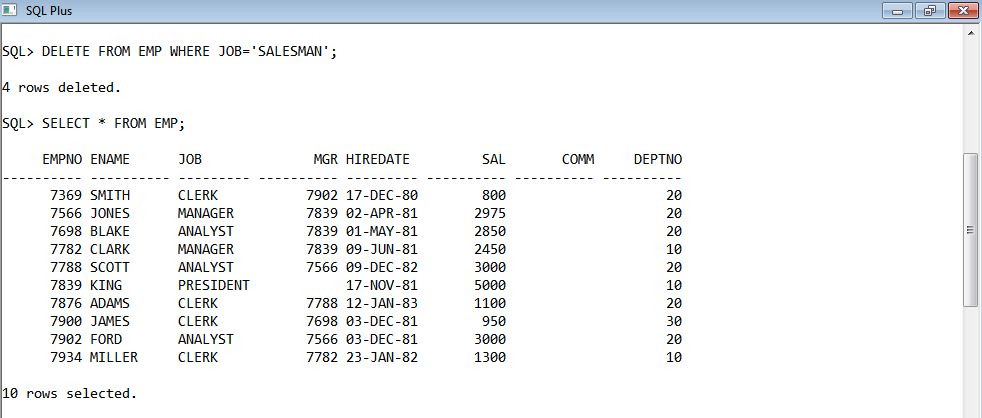 SQL Plus
SQL> DELETE FROM EMP WHERE JOB='SALESMAN';
4 rows deleted.
SQL> SELECT * FROM EMP;
EMPNO ENAME JOB MGR HIREDATE SAL COMM DEPTNO
---------- ---------- --------- ---------- --------- ---------- ---------- ----------
7369 SMITH CLERK 7902 17-DEC-80 800 20
7566 JONES MANAGER 7839 02-APR-81 2975 20
7698 BLAKE ANALYST 7839 01-MAY-81 2850 20
7782 CLARK MANAGER 7839 09-JUN-81 2450 10
7788 SCOTT ANALYST 7566 09-DEC-82 3000 20
7839 KING PRESIDENT 17-NOV-81 5000 10
7876 ADAMS CLERK 7788 12-JAN-83 1100 20
7900 JAMES CLERK 7698 03-DEC-81 950 30
7902 FORD ANALYST 7566 03-DEC-81 3000 20
7934 MILLER CLERK 7782 23-JAN-82 1300 10
10 rows selected.